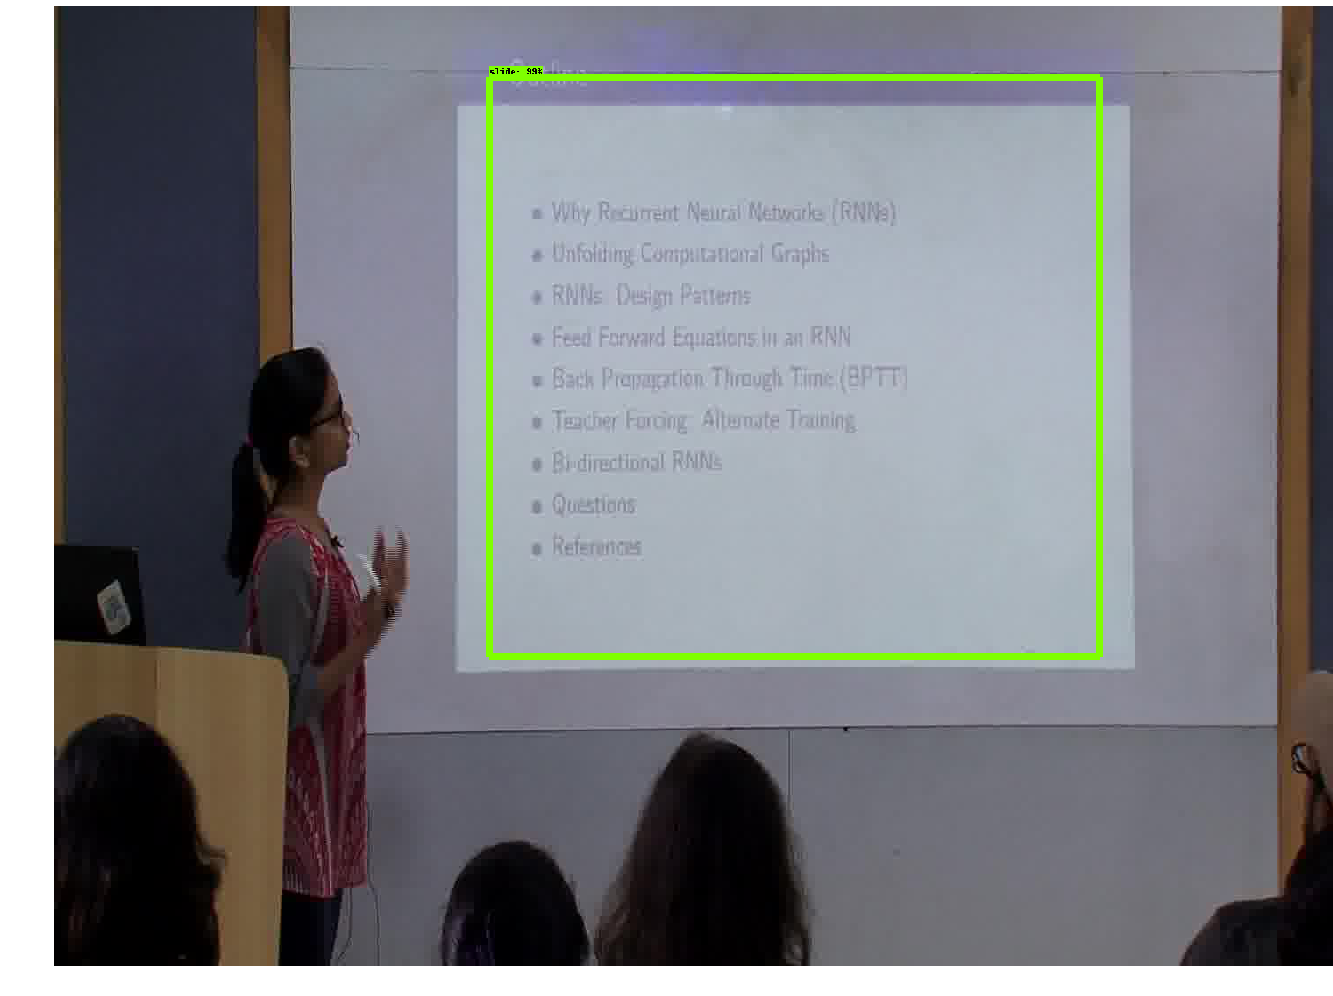 slide: 99%
Outline
Why Recurrent Neural Networks (RNNs)
Unfolding Computational Graphs
RNNs: Design Patterns
Feed Forward Equations in an RNN
Back Propagation Through Time (BPTT)
Teacher Forcing: Alternate Training
Bi-directional RNNs
Questions
References